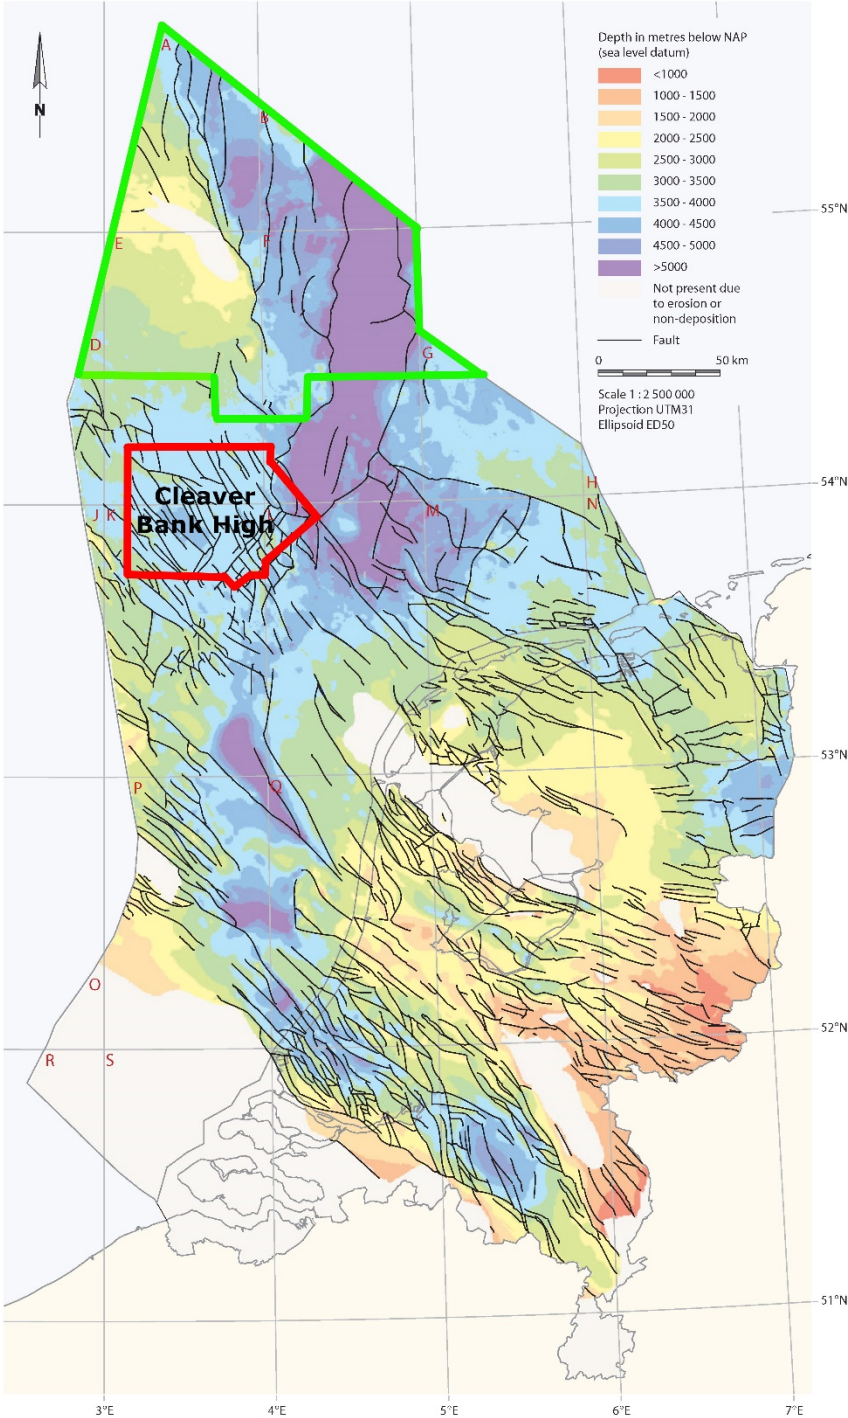 Depth in metres below NAP
(sea level datum)
<1000
1000 - 1500
1500 - 2000
2000 - 2500
2500 - 3000
3000 - 3500
3500 - 4000
4000 - 4500
4500 - 5000
>5000
Not present due
to erosion or
non-deposition
Fault
0 50 km
Scale 1 : 2 500 000
Projection UTM31
Ellipsoid ED50
N
A
B
55°N
E F
D G
54°N
H
Cleaver
J K Bank High M N
53°N
P Q
O
52°N
R S
51°N
3°E 4°E 5°E 6°E 7°E